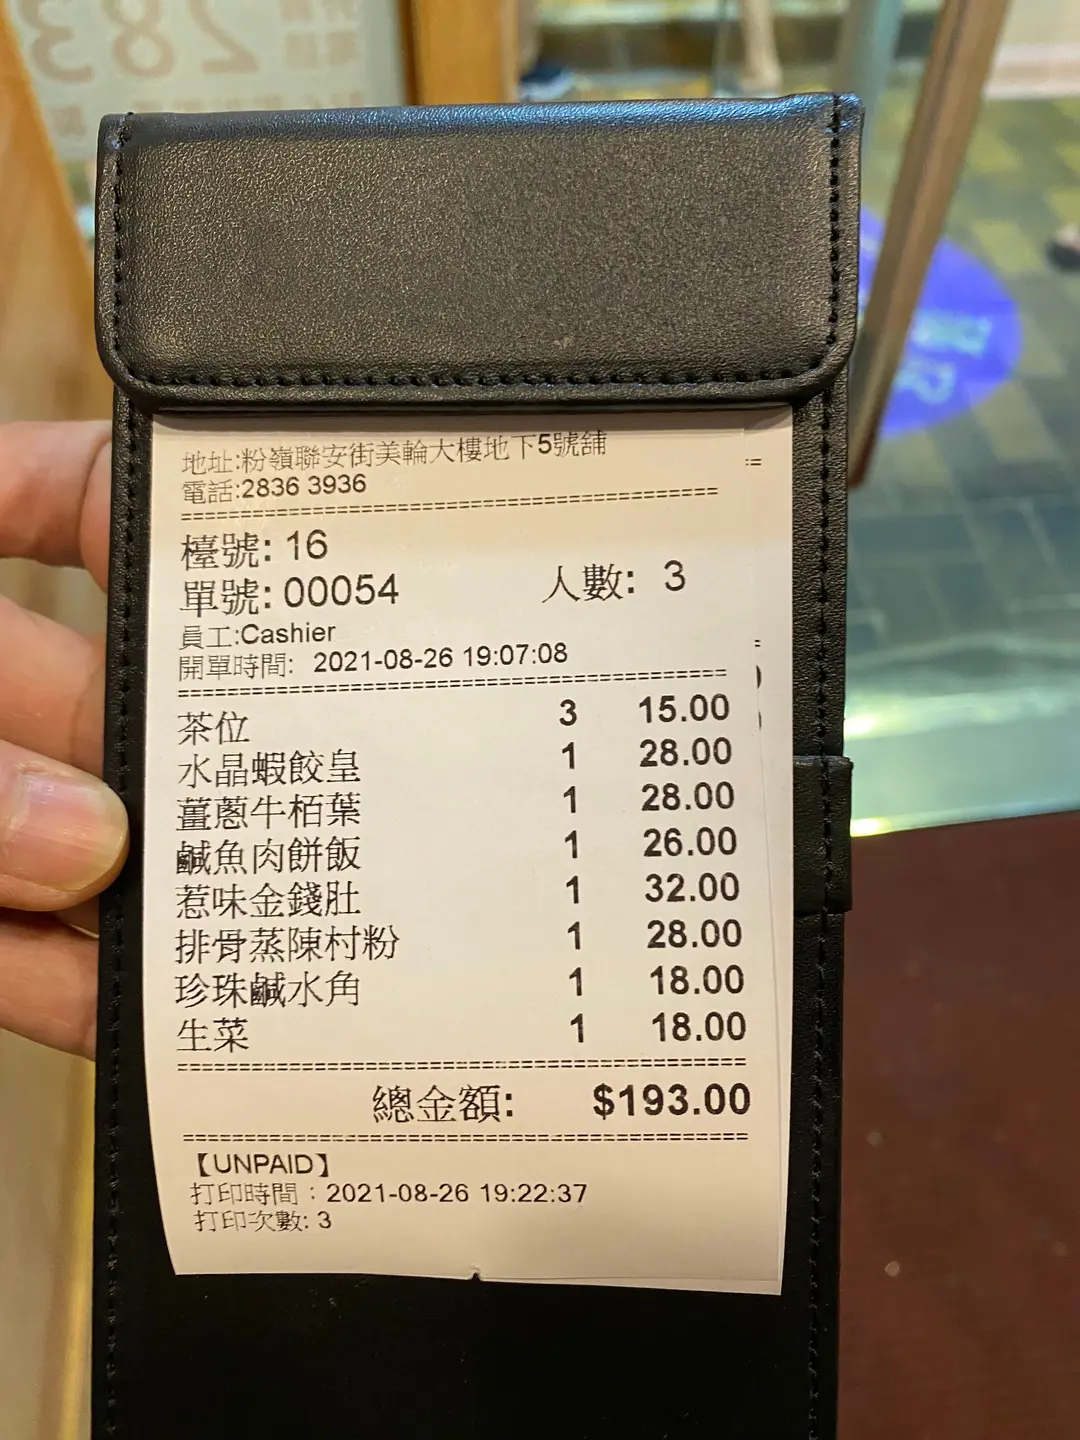 地址:粉嶺聯安街美輪大樓地下5號舖
電話:2836 3936
===========================================
檯號: 16
單號: 00054 人數: 3
員工:Cashier
開單時間: 2021-08-26 19:07:08
===========================================
茶位 3 15.00
水晶蝦餃皇 1 28.00
薑蔥牛栢葉 1 28.00
鹹魚肉餅飯 1 26.00
惹味金錢肚 1 32.00
排骨蒸陳村粉 1 28.00
珍珠鹹水角 1 18.00
生菜 1 18.00
===========================================
總金額: $193.00
===========================================
【UNPAID】
打印時間：2021-08-26 19:22:37
打印次數: 3